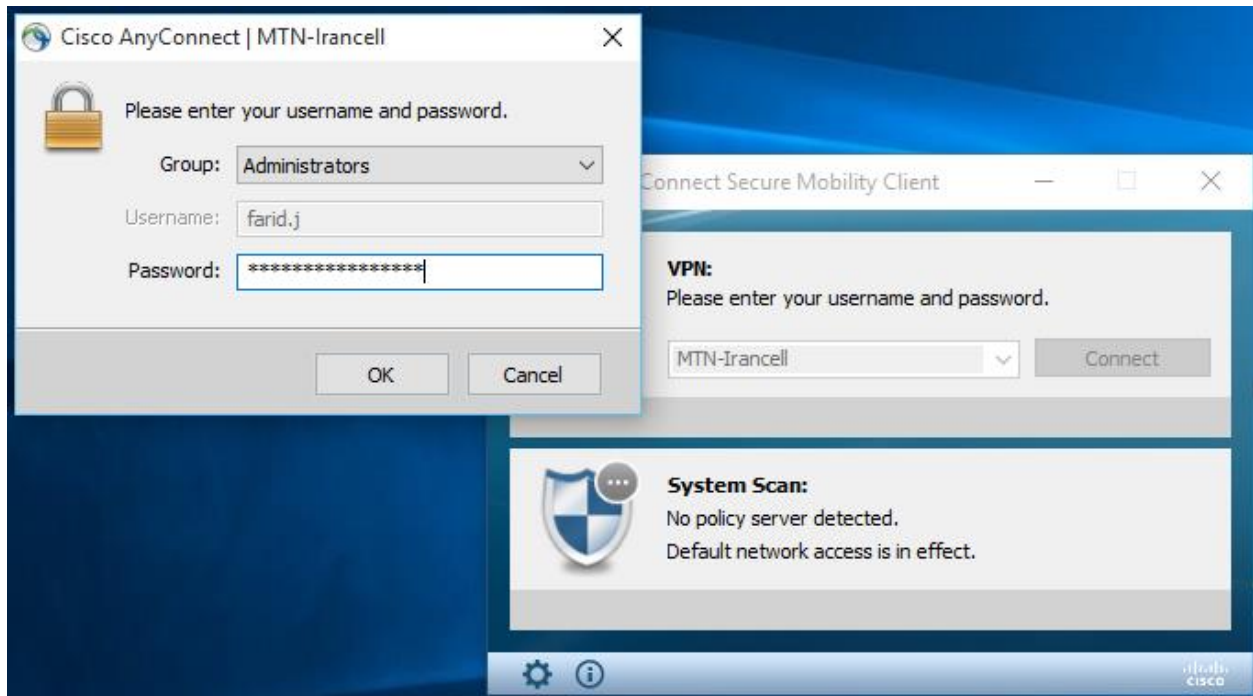 Cisco AnyConnect | MTN-Irancell
Please enter your username and password.
Group: Administrators
Username: farid.j
Password: ****************
OK Cancel
Connect Secure Mobility Client
VPN:
Please enter your username and password.
MTN-Irancell Connect
System Scan:
No policy server detected.
Default network access is in effect.
cisco